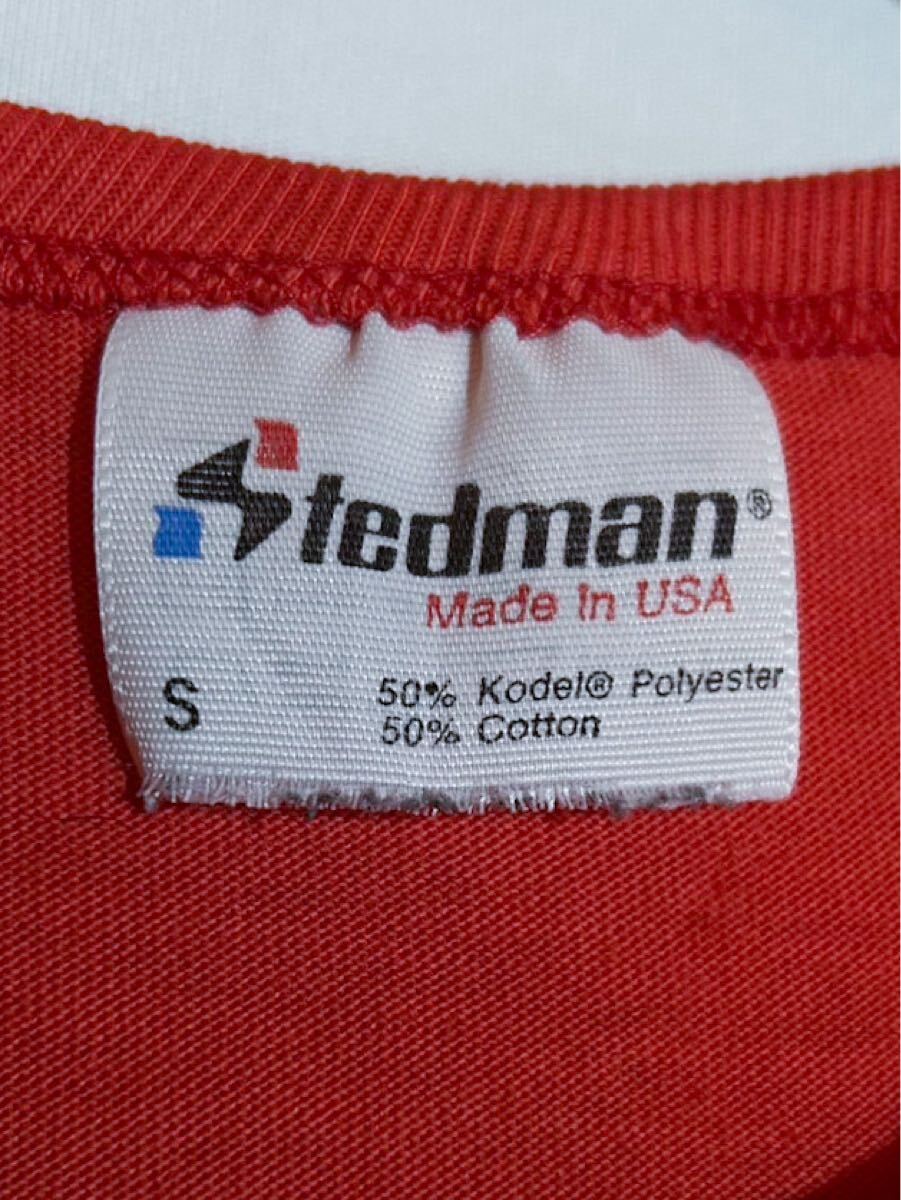 Stedman®
Made in USA
S
50% Kodel® Polyester
50% Cotton